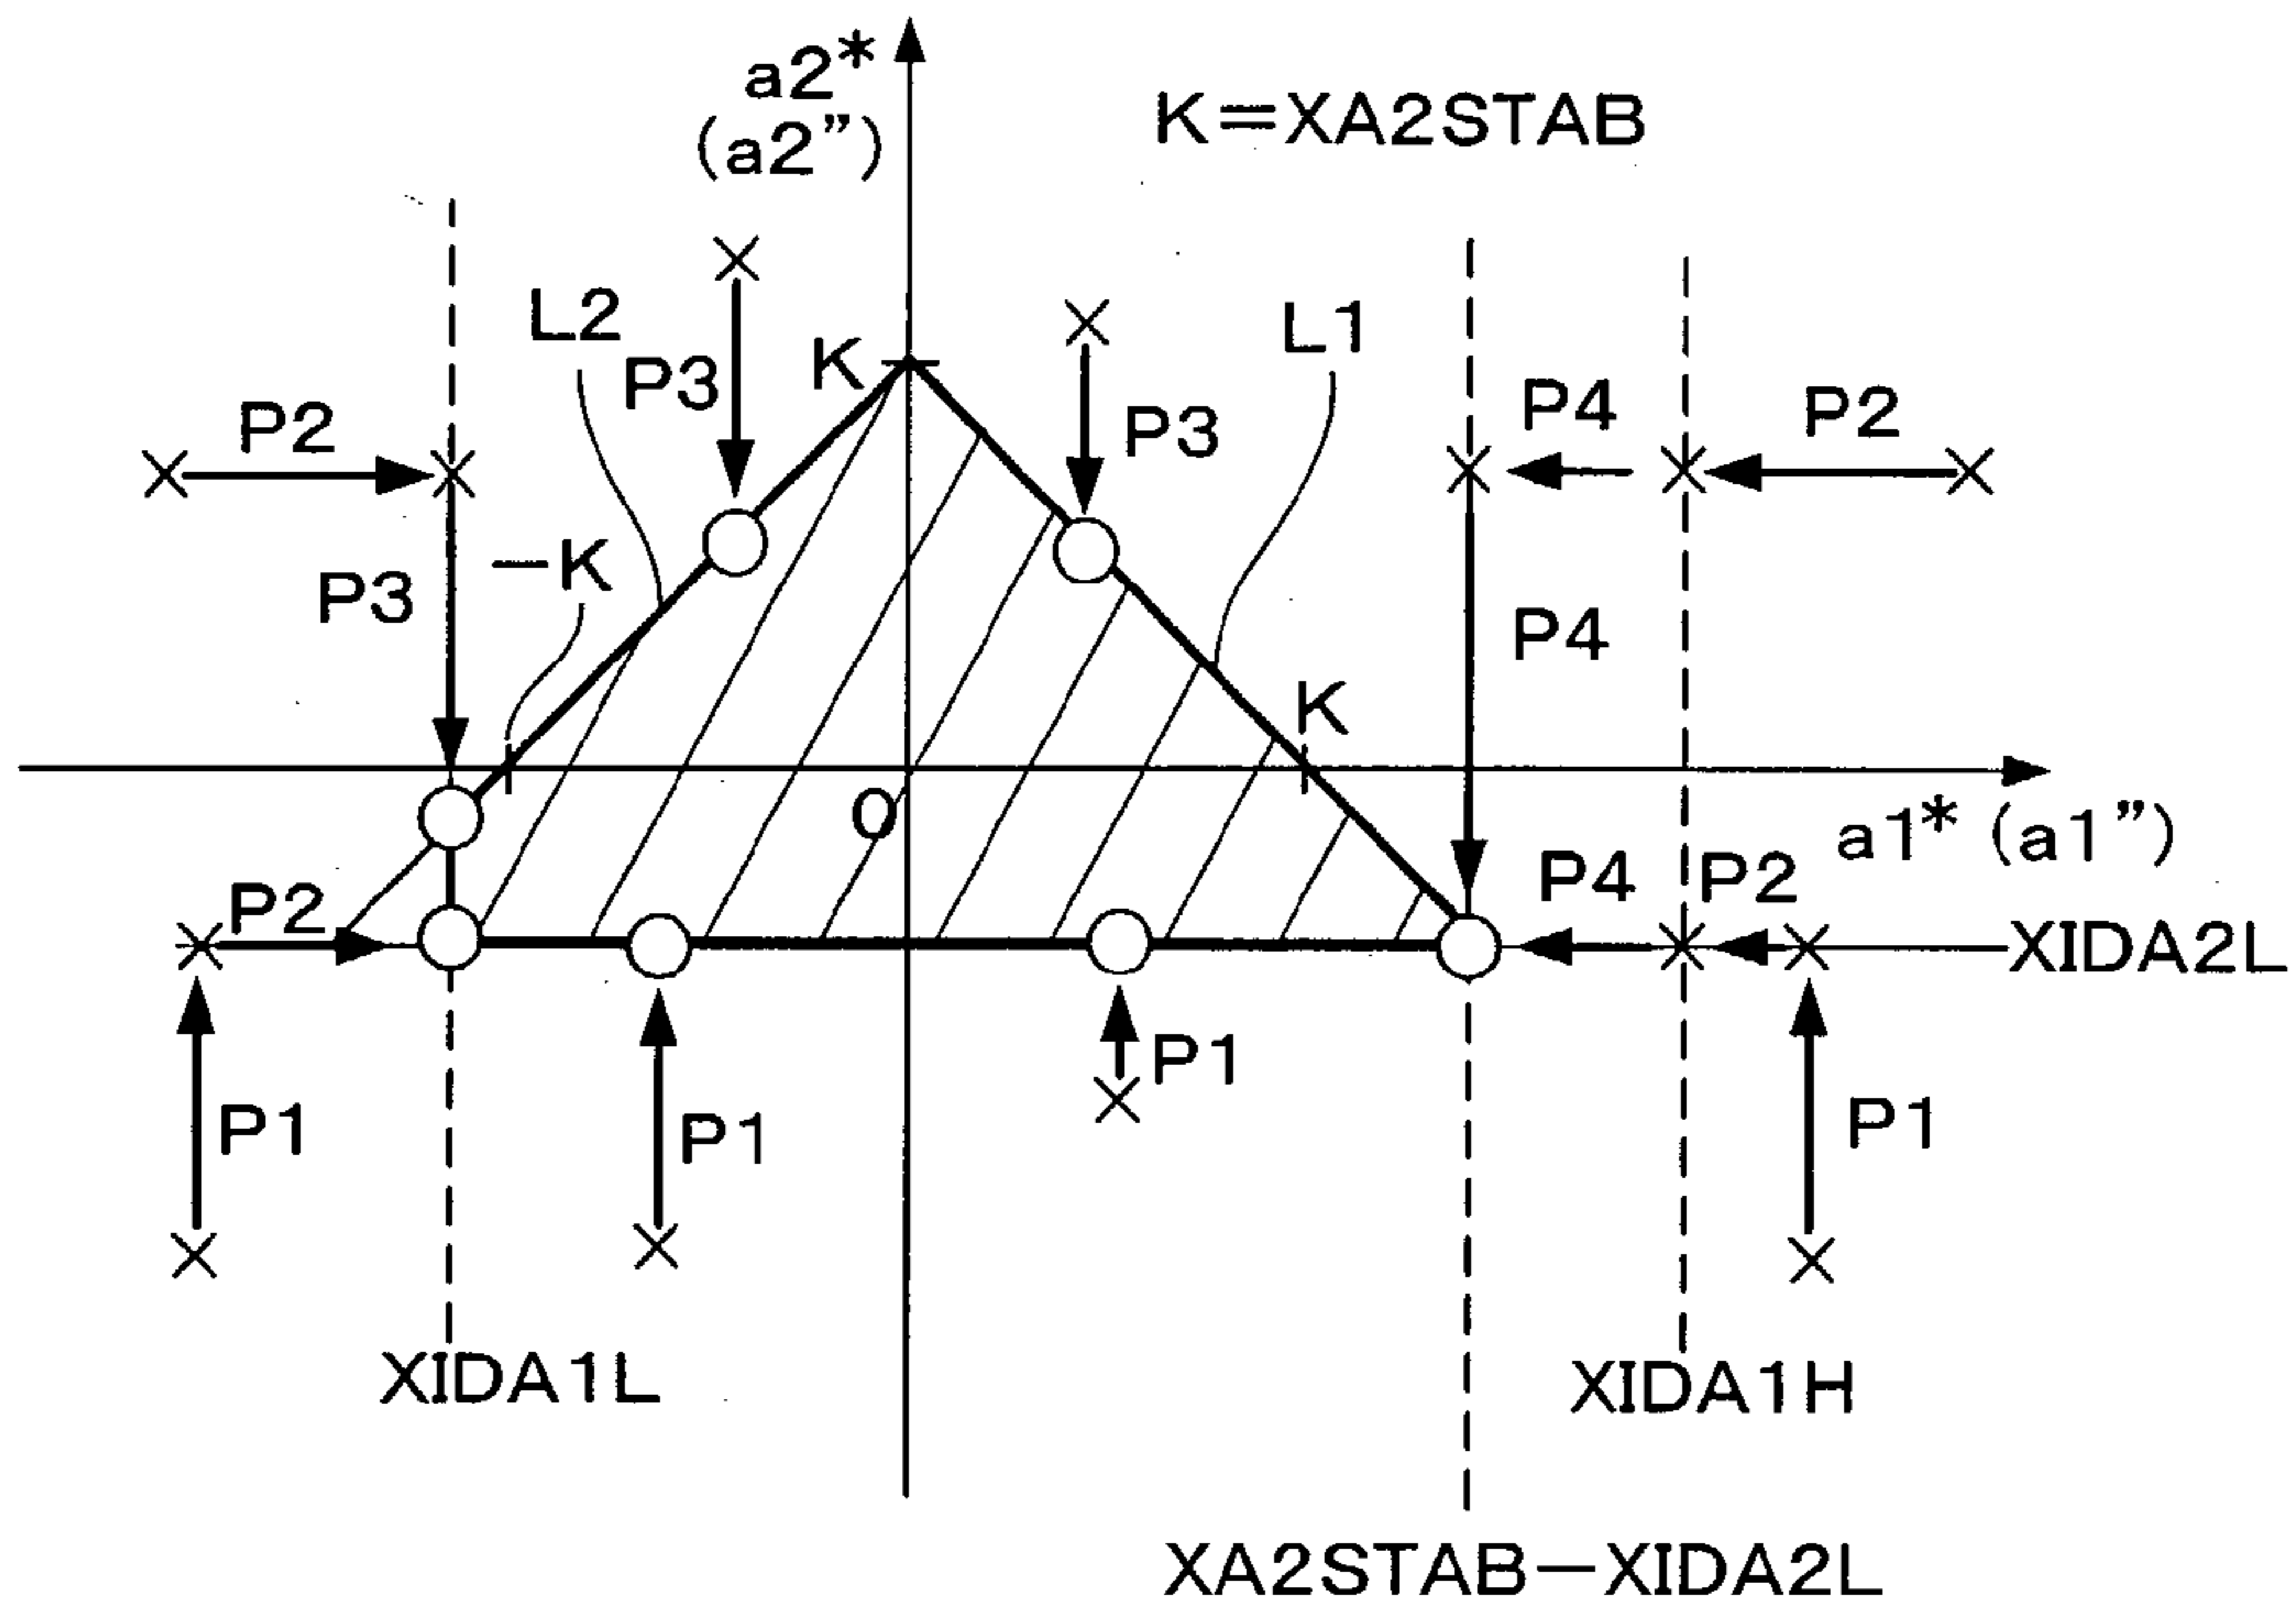 a2*
(a2”)
K=XA2STAB
L2
L1
P3
K
P4
P2
P2
P3
−K
P3
P4
K
O
a1* (a1”)
P2
P4
P2
XIDA2L
P1
P1
P1
P1
XIDA1L
XIDA1H
XA2STAB−XIDA2L